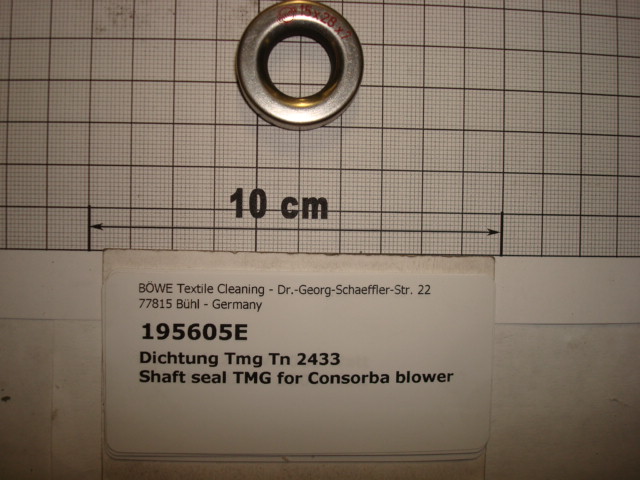 15x28x7
10 cm
BÖWE Textile Cleaning - Dr.-Georg-Schaeffler-Str. 22
77815 Bühl - Germany
195605E
Dichtung Tmg Tn 2433
Shaft seal TMG for Consorba blower